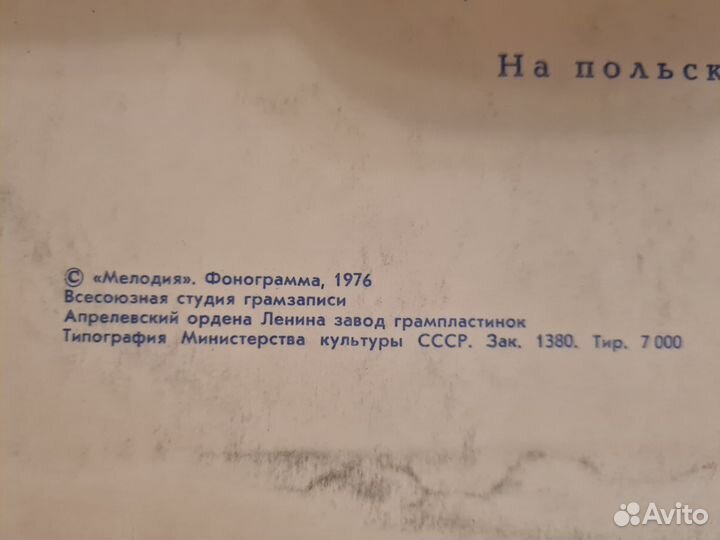 На польск
© «Мелодия». Фонограмма, 1976
Всесоюзная студия грамзаписи
Апрелевский ордена Ленина завод грампластинок
Типография Министерства культуры СССР. Зак. 1380. Тир. 7 000
Avito